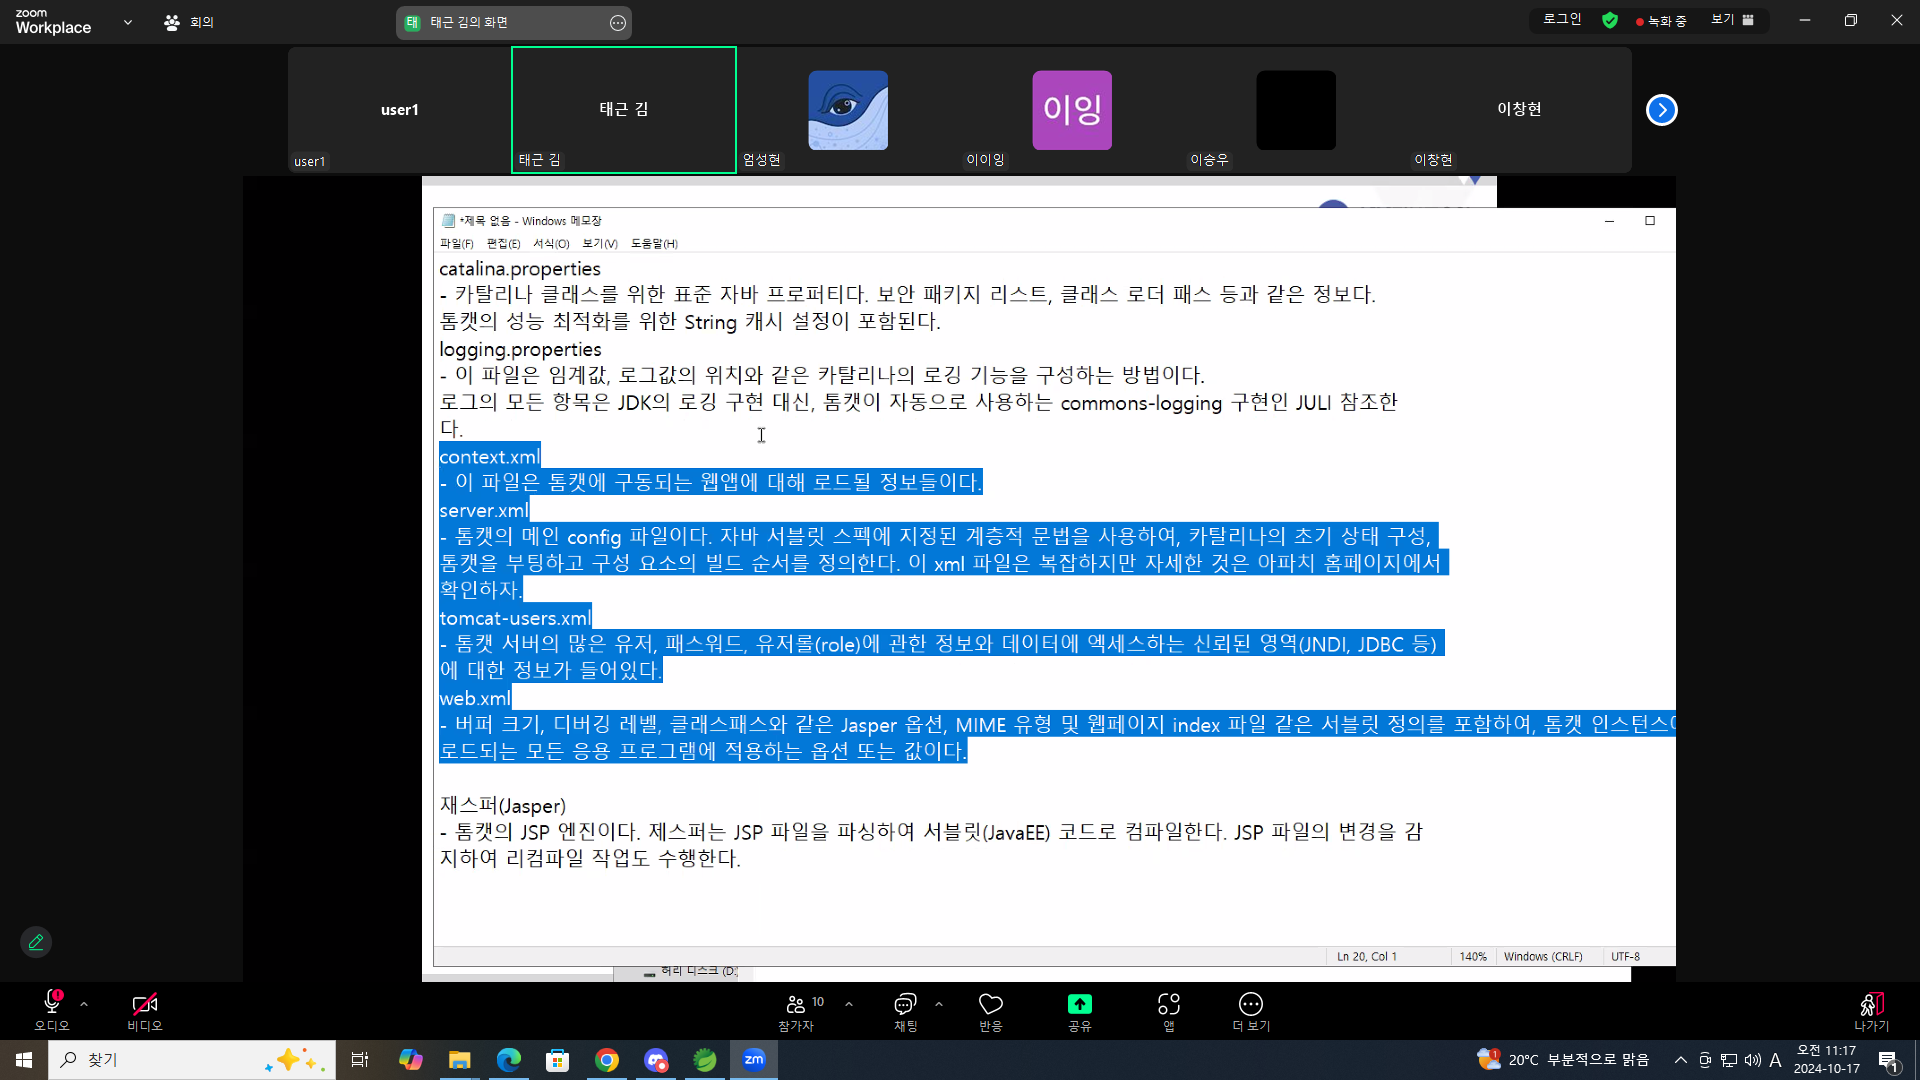 zoom
Workplace
회의
태
태근 김의 화면
로그인
녹화 중
보기
user1
태근 김
이잉
이창현
user1
태근 김
엄성현
이이잉
이승우
이창현
*제목 없음 - Windows 메모장
파일(F) 편집(E) 서식(O) 보기(V) 도움말(H)
catalina.properties
- 카탈리나 클래스를 위한 표준 자바 프로퍼티다. 보안 패키지 리스트, 클래스 로더 패스 등과 같은 정보다.
톰캣의 성능 최적화를 위한 String 캐시 설정이 포함된다.
logging.properties
- 이 파일은 임계값, 로그값의 위치와 같은 카탈리나의 로깅 기능을 구성하는 방법이다.
로그의 모든 항목은 JDK의 로깅 구현 대신, 톰캣이 자동으로 사용하는 commons-logging 구현인 JULI 참조한
다.
context.xml
- 이 파일은 톰캣에 구동되는 웹앱에 대해 로드될 정보들이다.
server.xml
- 톰캣의 메인 config 파일이다. 자바 서블릿 스펙에 지정된 계층적 문법을 사용하여, 카탈리나의 초기 상태 구성,
톰캣을 부팅하고 구성 요소의 빌드 순서를 정의한다. 이 xml 파일은 복잡하지만 자세한 것은 아파치 홈페이지에서
확인하자.
tomcat-users.xml
- 톰캣 서버의 많은 유저, 패스워드, 유저롤(role)에 관한 정보와 데이터에 엑세스하는 신뢰된 영역(JNDI, JDBC 등)
에 대한 정보가 들어있다.
web.xml
- 버퍼 크기, 디버깅 레벨, 클래스패스와 같은 Jasper 옵션, MIME 유형 및 웹페이지 index 파일 같은 서블릿 정의를 포함하여, 톰캣 인스턴스에
로드되는 모든 응용 프로그램에 적용하는 옵션 또는 값이다.
재스퍼(Jasper)
- 톰캣의 JSP 엔진이다. 제스퍼는 JSP 파일을 파싱하여 서블릿(JavaEE) 코드로 컴파일한다. JSP 파일의 변경을 감
지하여 리컴파일 작업도 수행한다.
Ln 20, Col 1
140%
Windows (CRLF)
UTF-8
허리 디스크 (D:)
오디오
비디오
10
참가자
채팅
반응
공유
앱
더 보기
나가기
찾기
zm
1
20°C 부분적으로 맑음
A
오전 11:17
2024-10-17
1